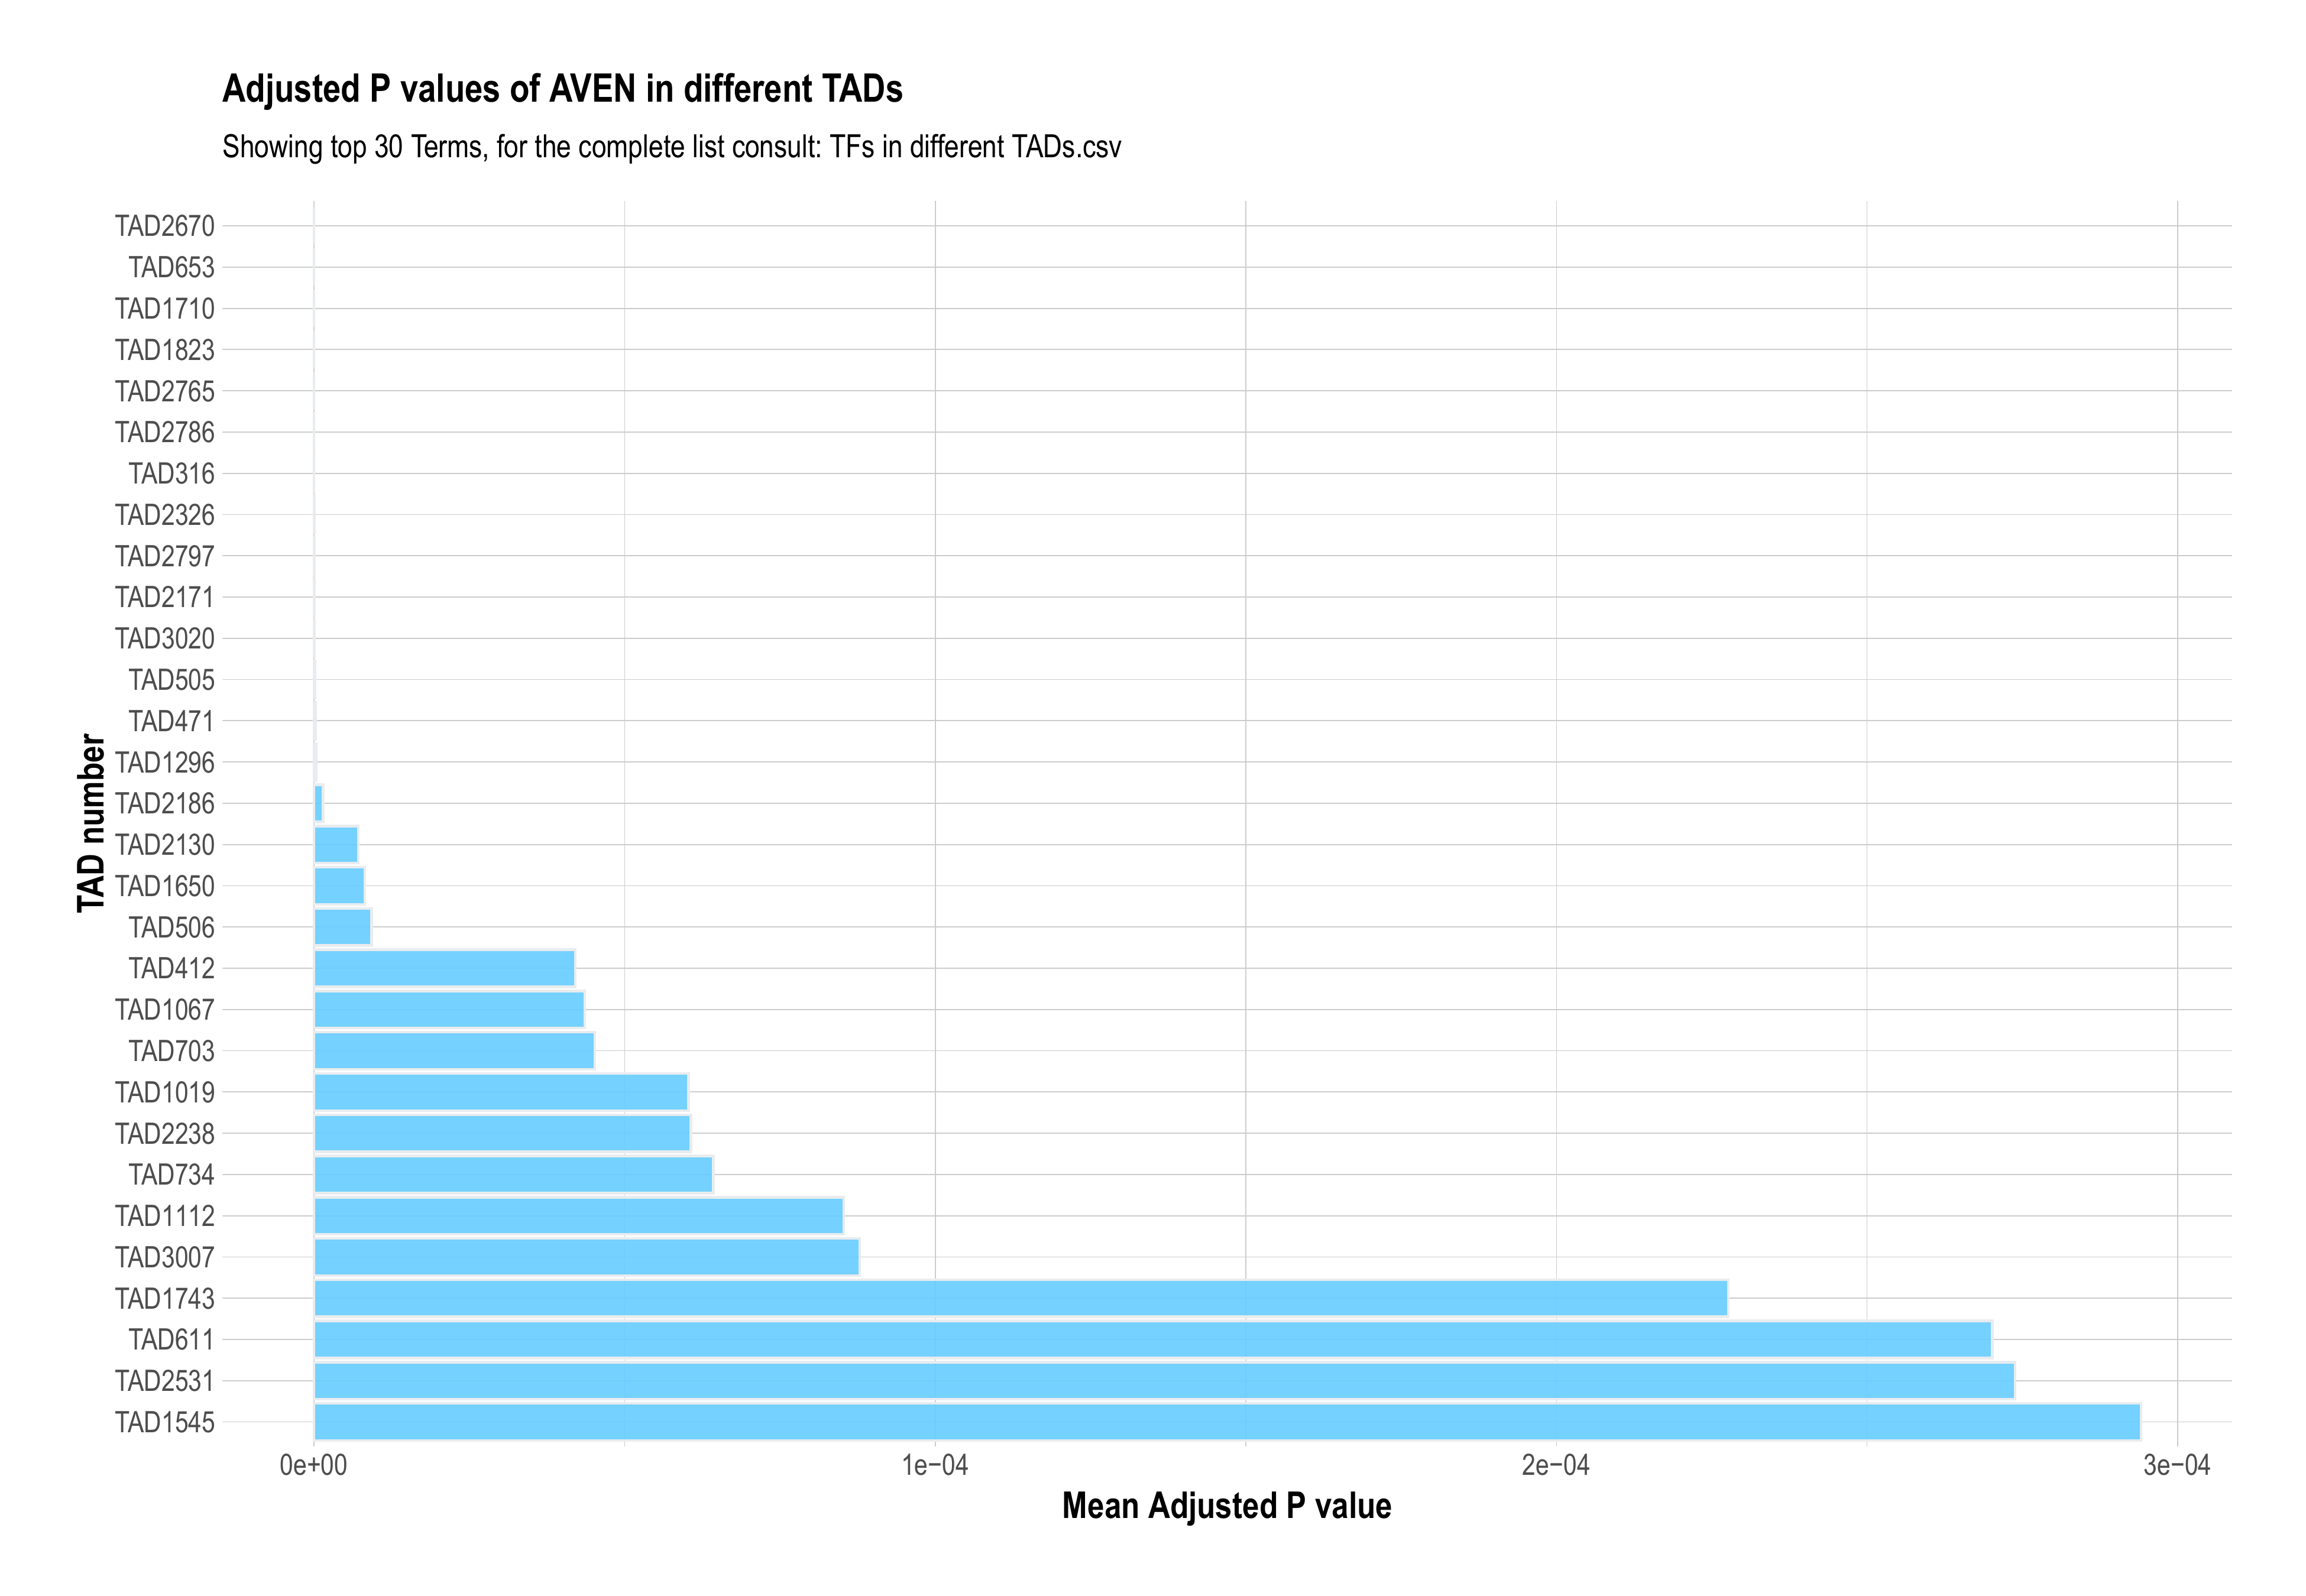 Adjusted P values of AVEN in different TADs
Showing top 30 Terms, for the complete list consult: TFs in different TADs.csv
TAD number
TAD2670
TAD653
TAD1710
TAD1823
TAD2765
TAD2786
TAD316
TAD2326
TAD2797
TAD2171
TAD3020
TAD505
TAD471
TAD1296
TAD2186
TAD2130
TAD1650
TAD506
TAD412
TAD1067
TAD703
TAD1019
TAD2238
TAD734
TAD1112
TAD3007
TAD1743
TAD611
TAD2531
TAD1545
0e+00 1e−04 2e−04 3e−04
Mean Adjusted P value